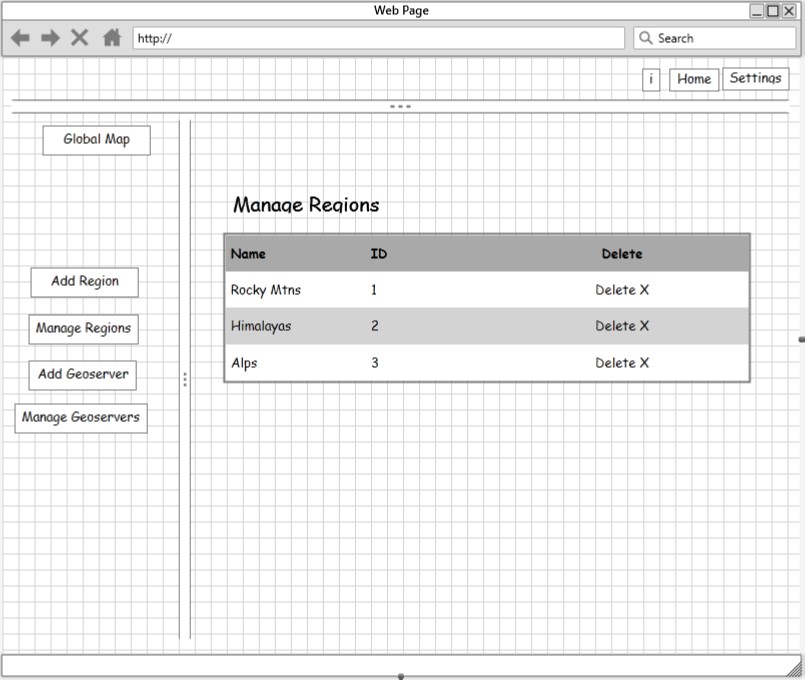 Web Page
http://
Search
i Home Settings
Global Map
Manage Regions
Name ID Delete
Rocky Mtns 1 Delete X
Himalayas 2 Delete X
Alps 3 Delete X
Add Region
Manage Regions
Add Geoserver
Manage Geoservers